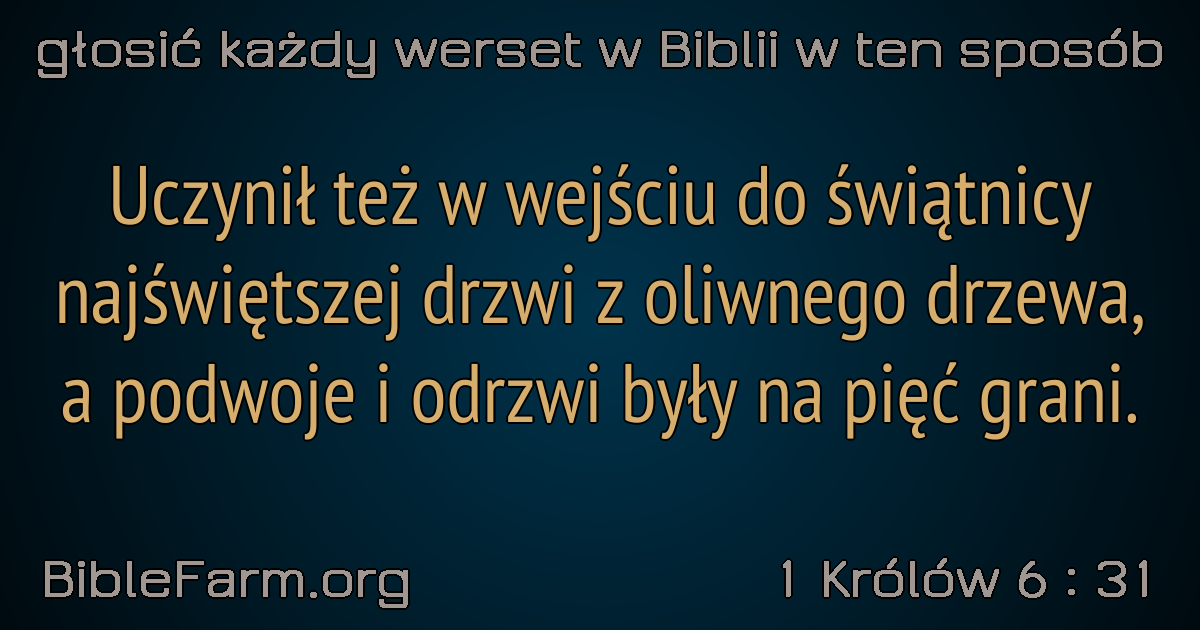 głosić każdy werset w Biblii w ten sposób
Uczynił też w wejściu do świątnicy
najświętszej drzwi z oliwnego drzewa,
a podwoje i odrzwi były na pięć grani.
BibleFarm.org
1 Królów 6 : 31